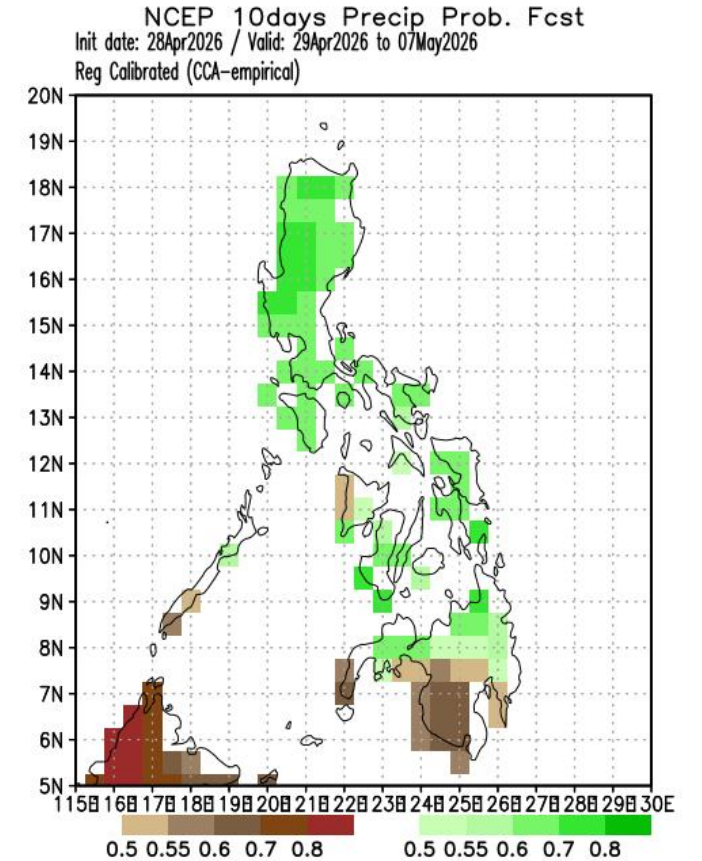 NCEP 10days Precip Prob. Fcst
Init date: 28Apr2026 / Valid: 29Apr2026 to 07May2026
Reg Calibrated (CCA-empirical)
20N
19N
18N
17N
16N
15N
14N
13N
12N
11N
10N
9N
8N
7N
6N
5N
115E 116E 117E 118E 119E 120E 121E 122E 123E 124E 125E 126E 127E 128E 129E 130E
0.5 0.55 0.6 0.7 0.8 0.5 0.55 0.6 0.7 0.8